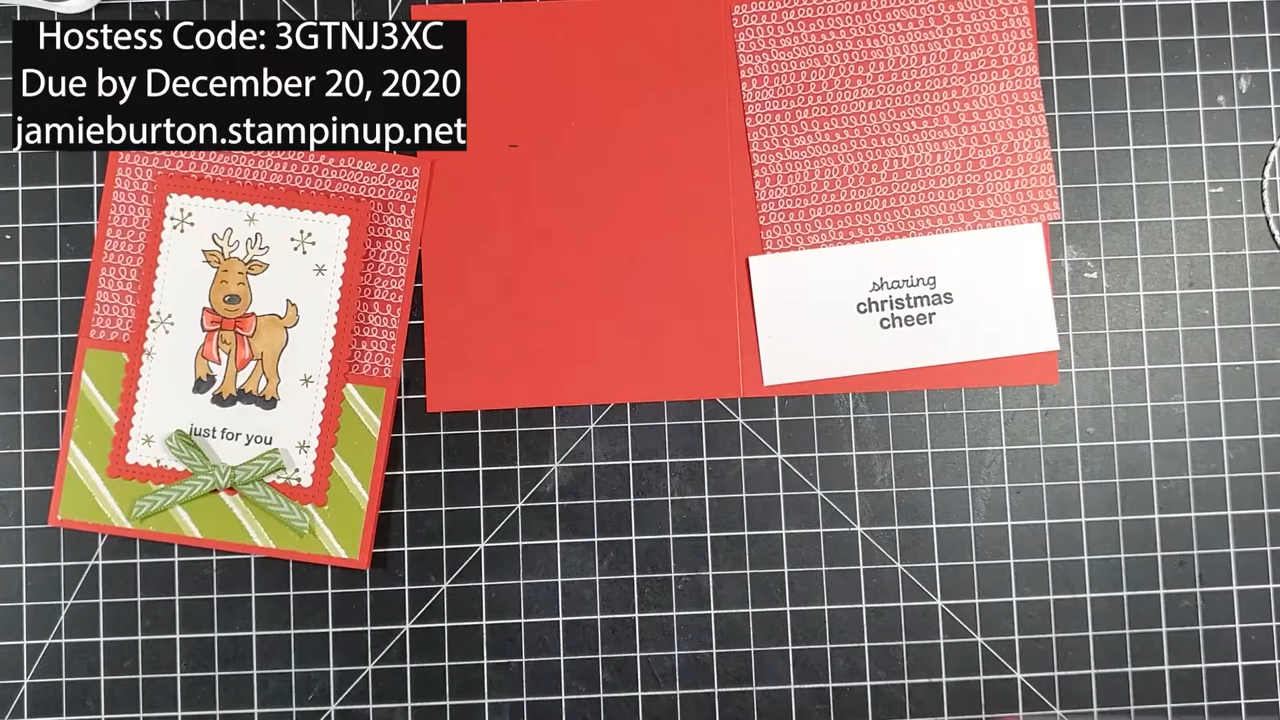 Hostess Code: 3GTNJ3XC
Due by December 20, 2020
jamieburton.stampinup.net
sharing
christmas
cheer
just for you